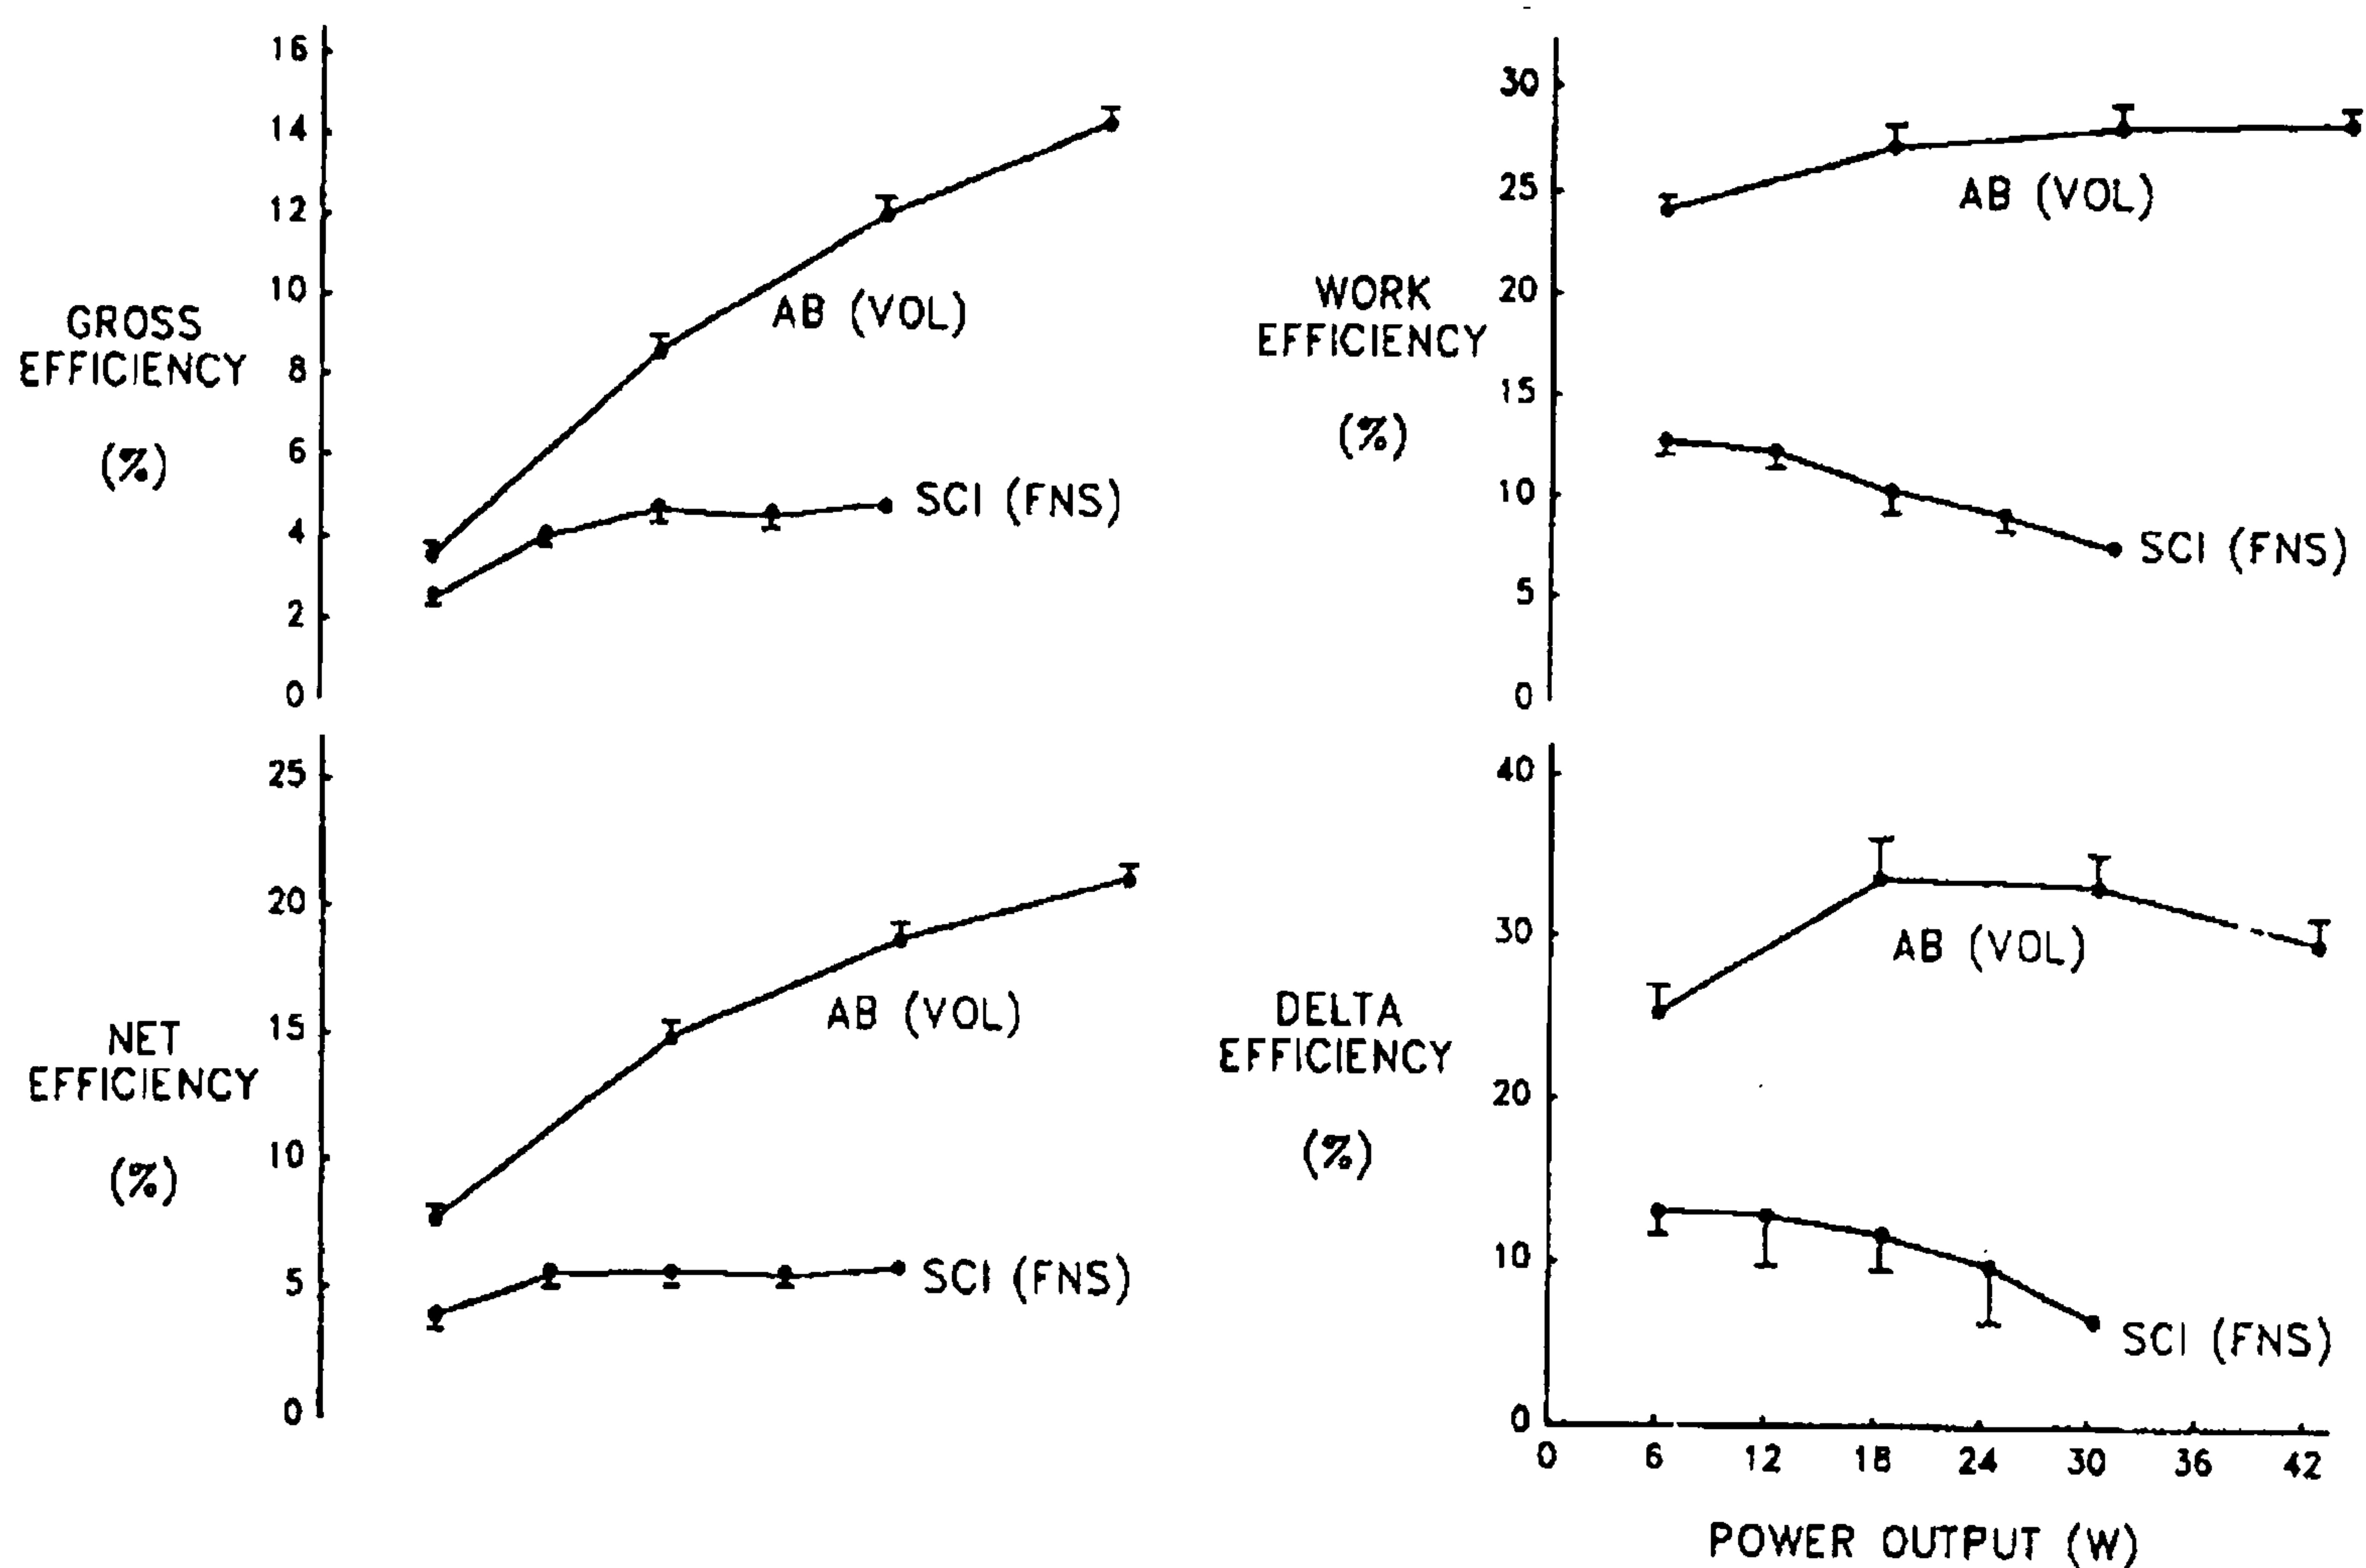 16
14
12
10
8
6
4
2
0
GROSS
EFFICIENCY
(%)
AB (VOL)
SCI (FNS)
30
25
20
15
10
5
0
WORK
EFFICIENCY
(%)
AB (VOL)
SCI (FNS)
25
20
15
10
5
0
NET
EFFICIENCY
(%)
AB (VOL)
SCI (FNS)
40
30
20
10
0
DELTA
EFFICIENCY
(%)
AB (VOL)
SCI (FNS)
0 6 12 18 24 30 36 42
POWER OUTPUT (W)